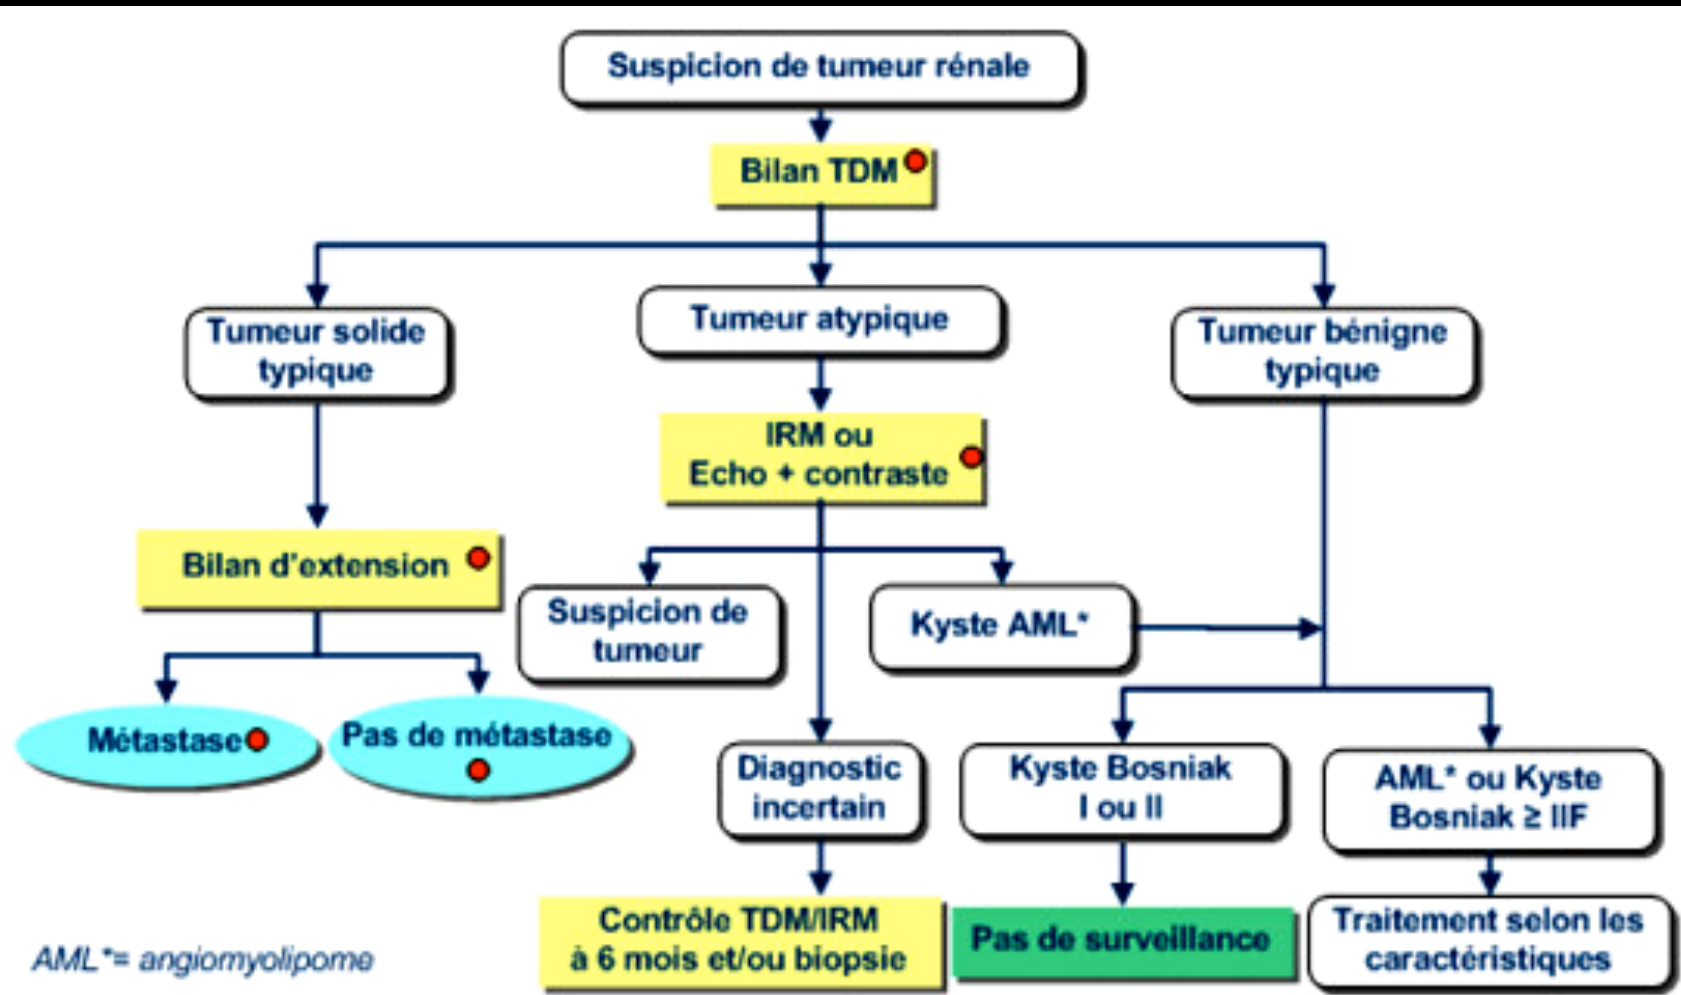 Suspicion de tumeur rénale
Bilan TDM
Tumeur solide
typique
Tumeur atypique
Tumeur bénigne
typique
IRM ou
Echo + contraste
Bilan d'extension
Suspicion de
tumeur
Kyste AML*
Métastase
Pas de métastase
Diagnostic
incertain
Kyste Bosniak
I ou II
AML* ou Kyste
Bosniak ≥ IIF
Contrôle TDM/IRM
à 6 mois et/ou biopsie
Pas de surveillance
Traitement selon les
caractéristiques
AML*= angiomyolipome